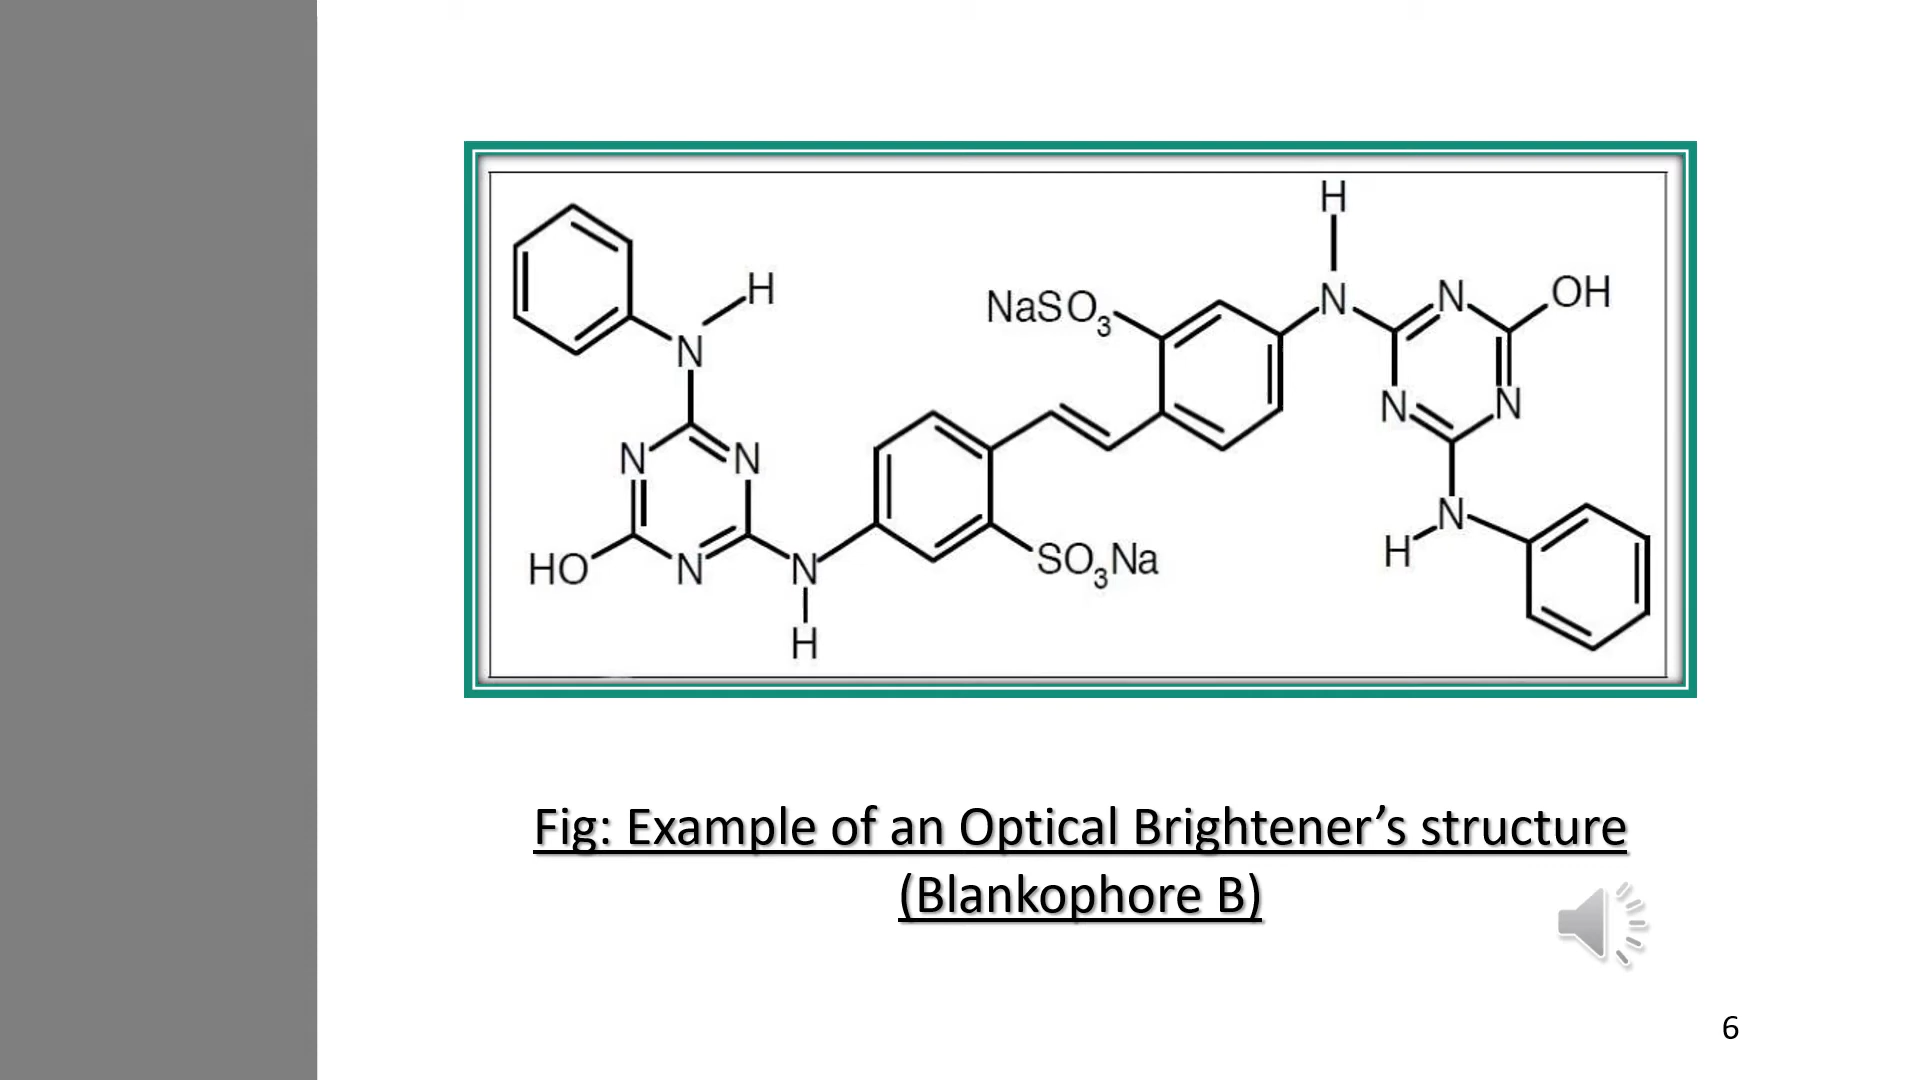 H
H
NaSO₃
N
N
OH
N
N
N
N
N
N
HO
N
N
SO₃Na
H
N
H
Fig: Example of an Optical Brightener’s structure
(Blankophore B)
6